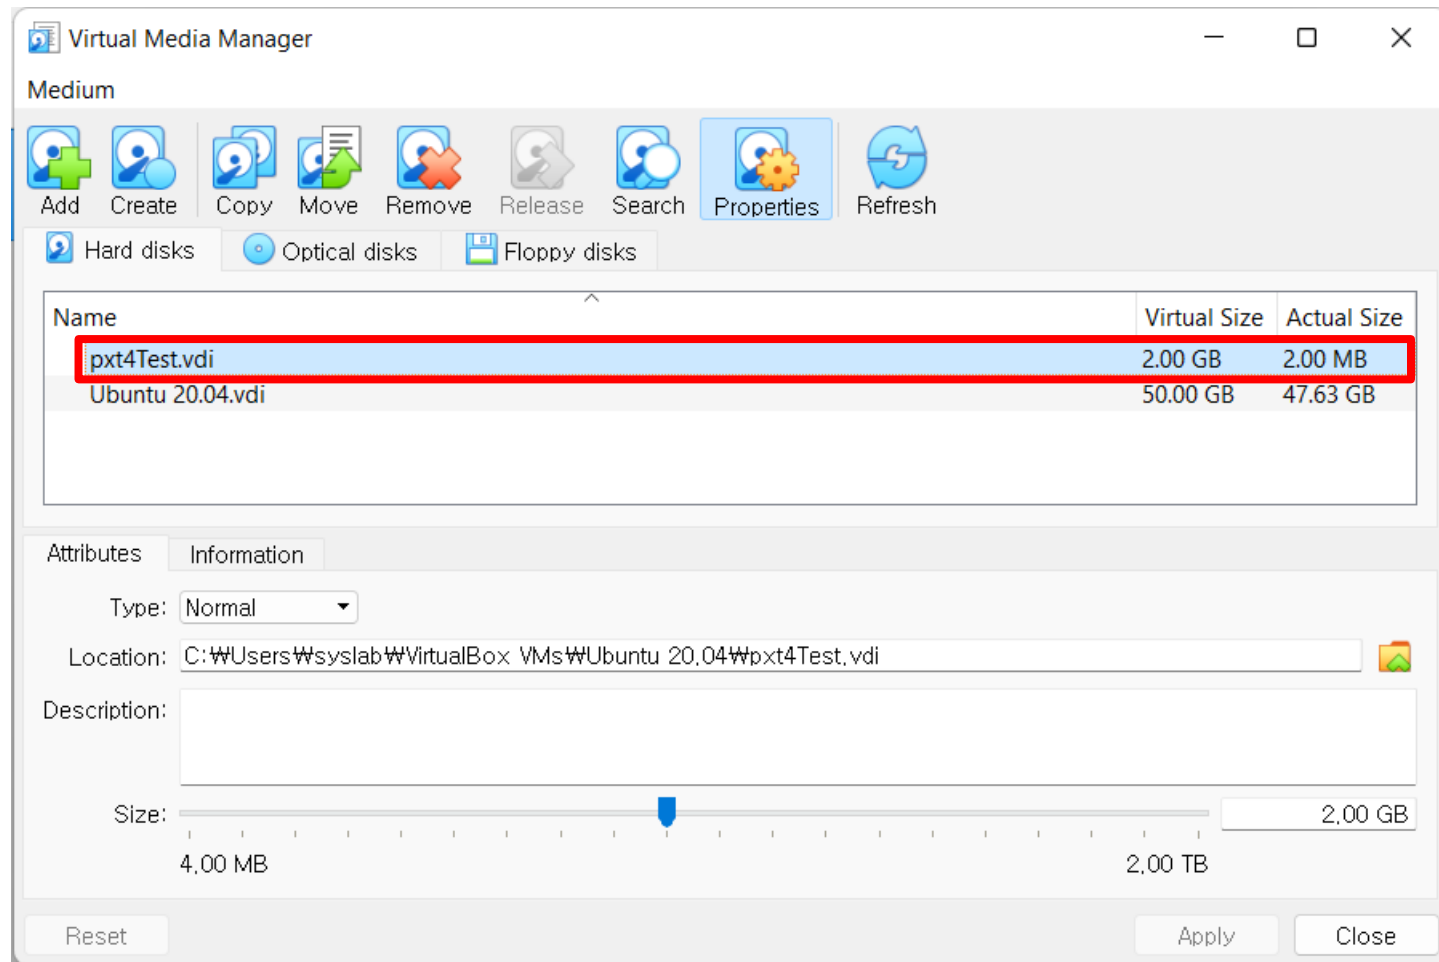 Virtual Media Manager
Medium
Add Create Copy Move Remove Release Search Properties Refresh
Hard disks Optical disks Floppy disks
Name Virtual Size Actual Size
pxt4Test.vdi 2.00 GB 2.00 MB
Ubuntu 20.04.vdi 50.00 GB 47.63 GB
Attributes Information
Type: Normal
Location: C:₩Users₩syslab₩VirtualBox VMs₩Ubuntu 20.04₩pxt4Test.vdi
Description:
Size: 2.00 GB
4.00 MB 2.00 TB
Reset Apply Close